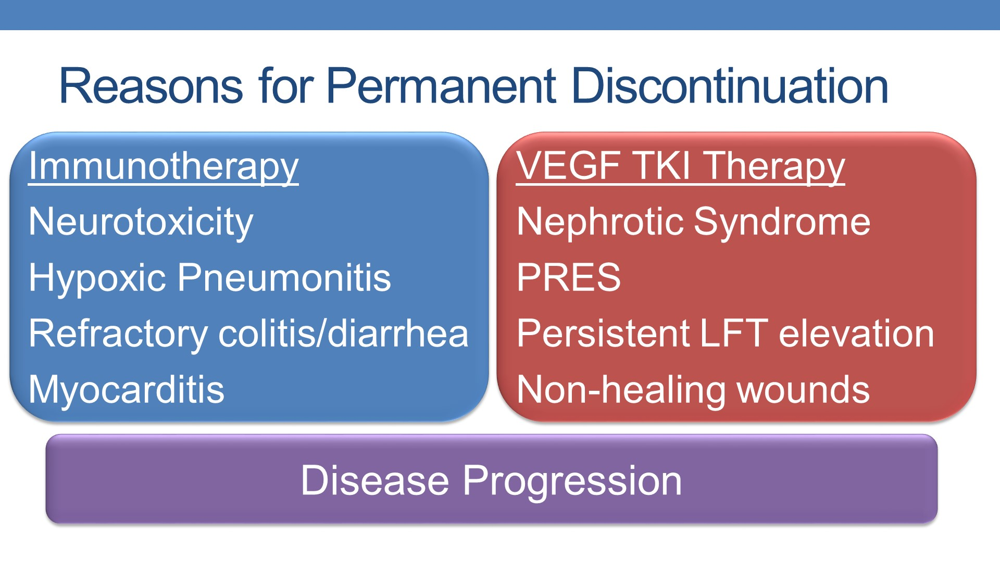 Reasons for Permanent Discontinuation
Immunotherapy
Neurotoxicity
Hypoxic Pneumonitis
Refractory colitis/diarrhea
Myocarditis
VEGF TKI Therapy
Nephrotic Syndrome
PRES
Persistent LFT elevation
Non-healing wounds
Disease Progression